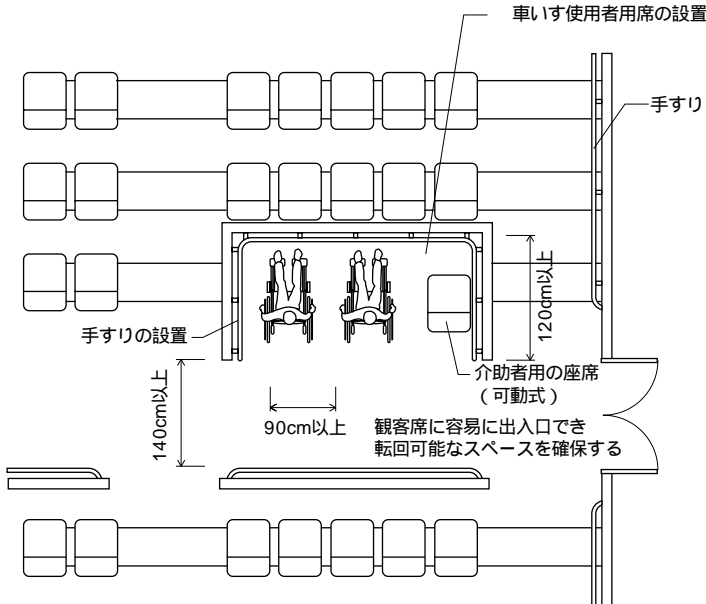 車いす使用者用席の設置
手すり
手すりの設置
120cm以上
介助者用の座席
(可動式)
140cm以上
90cm以上
観客席に容易に出入口でき
転回可能なスペースを確保する